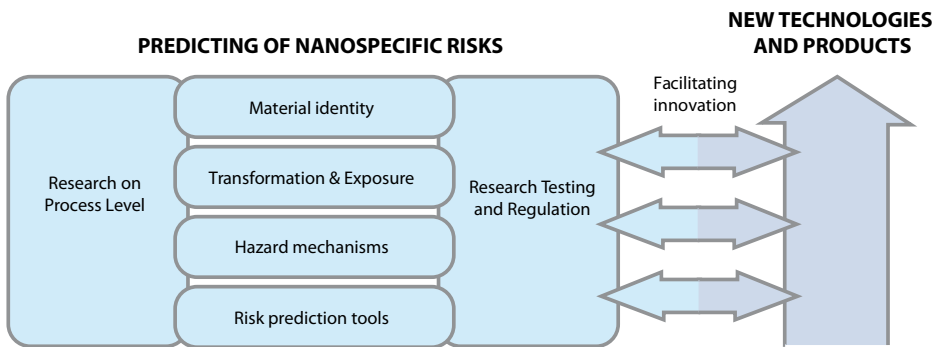 PREDICTING OF NANOSPECIFIC RISKS
NEW TECHNOLOGIES
AND PRODUCTS
Research on
Process Level
Material identity
Transformation & Exposure
Hazard mechanisms
Risk prediction tools
Research Testing
and Regulation
Facilitating
innovation